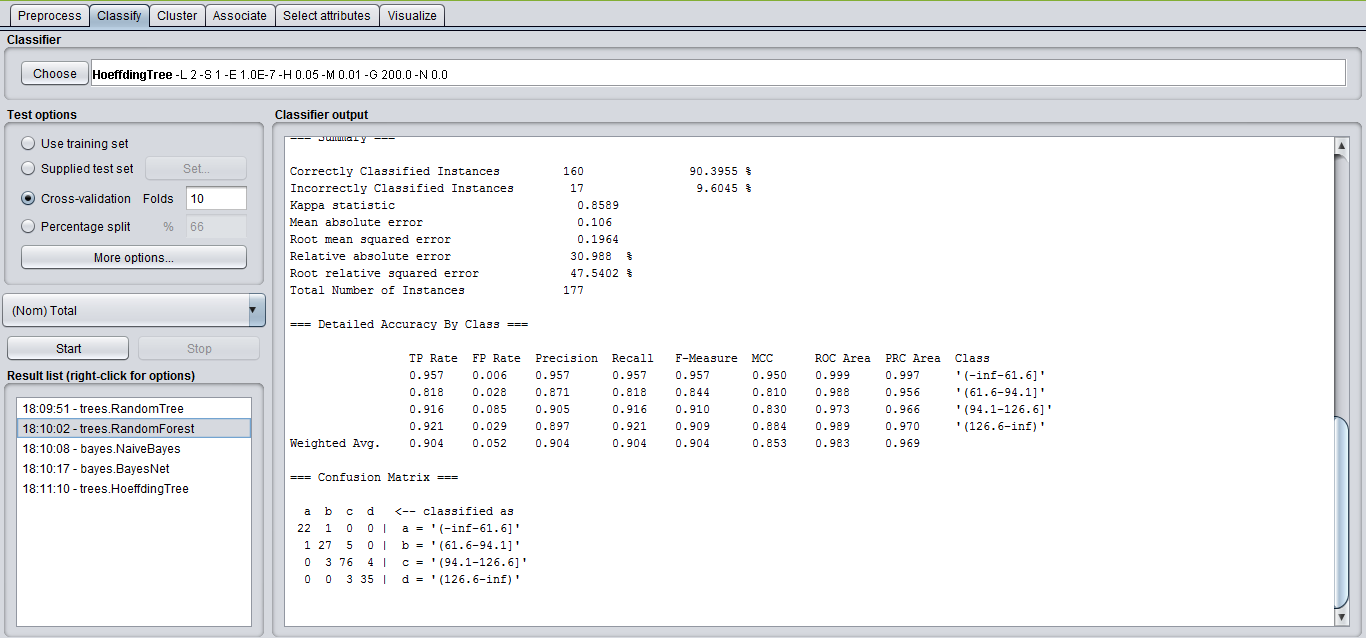 Preprocess Classify Cluster Associate Select attributes Visualize
Classifier
Choose HoeffdingTree -L 2 -S 1 -E 1.0E-7 -H 0.05 -M 0.01 -G 200.0 -N 0.0
Test options
Use training set
Supplied test set Set...
Cross-validation Folds 10
Percentage split % 66
More options...
(Nom) Total
Start Stop
Result list (right-click for options)
18:09:51 - trees.RandomTree
18:10:02 - trees.RandomForest
18:10:08 - bayes.NaiveBayes
18:10:17 - bayes.BayesNet
18:11:10 - trees.HoeffdingTree
Classifier output
=== Summary ===
Correctly Classified Instances 160 90.3955 %
Incorrectly Classified Instances 17 9.6045 %
Kappa statistic 0.8589
Mean absolute error 0.106
Root mean squared error 0.1964
Relative absolute error 30.988 %
Root relative squared error 47.5402 %
Total Number of Instances 177
=== Detailed Accuracy By Class ===
TP Rate FP Rate Precision Recall F-Measure MCC ROC Area PRC Area Class
0.957 0.006 0.957 0.957 0.957 0.950 0.999 0.997 '(-inf-61.6]'
0.818 0.028 0.871 0.818 0.844 0.810 0.988 0.956 '(61.6-94.1]'
0.916 0.085 0.905 0.916 0.910 0.830 0.973 0.966 '(94.1-126.6]'
0.921 0.029 0.897 0.921 0.909 0.884 0.989 0.970 '(126.6-inf)'
Weighted Avg. 0.904 0.052 0.904 0.904 0.904 0.853 0.983 0.969
=== Confusion Matrix ===
a b c d <-- classified as
22 1 0 0 | a = '(-inf-61.6]'
1 27 5 0 | b = '(61.6-94.1]'
0 3 76 4 | c = '(94.1-126.6]'
0 0 3 35 | d = '(126.6-inf)'